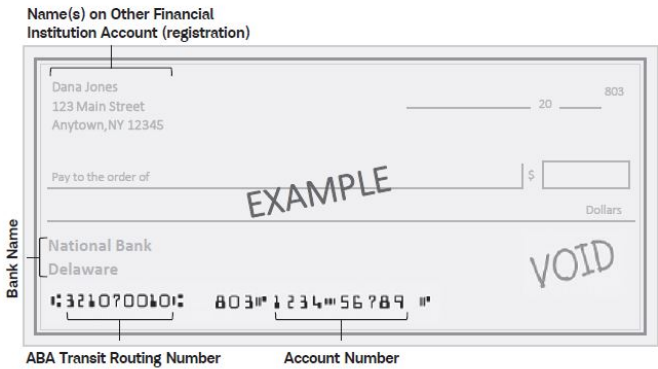 Name(s) on Other Financial
Institution Account (registration)
Dana Jones
123 Main Street
Anytown,NY 12345
803
20
Pay to the order of
$
EXAMPLE
Dollars
Bank Name
National Bank
Delaware
VOID
⑆321070010⑆ 803⑈1234⑉56789 ⑈
ABA Transit Routing Number
Account Number